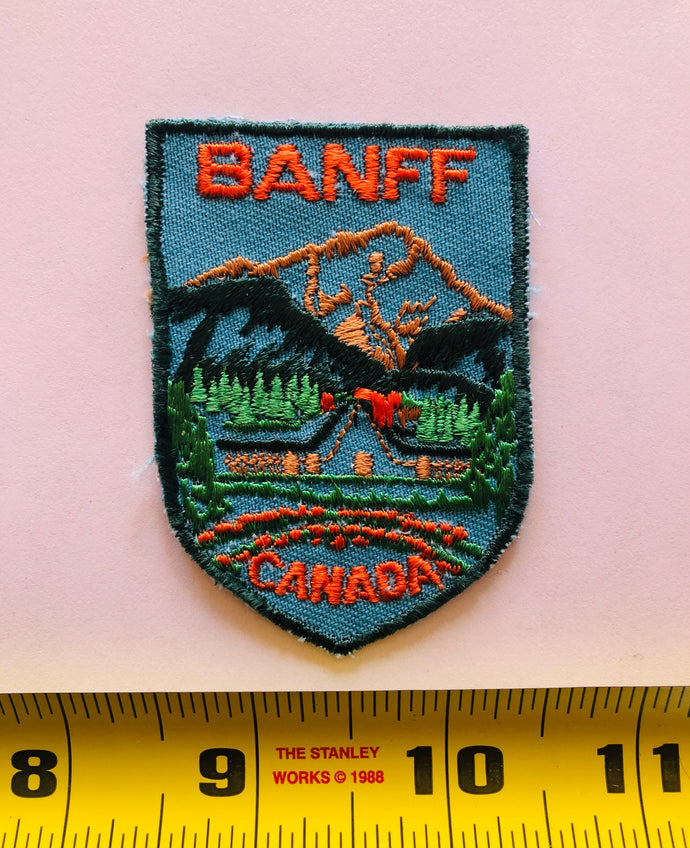 BANFF
CANADA
8 9 THE STANLEY 10 11
WORKS © 1988